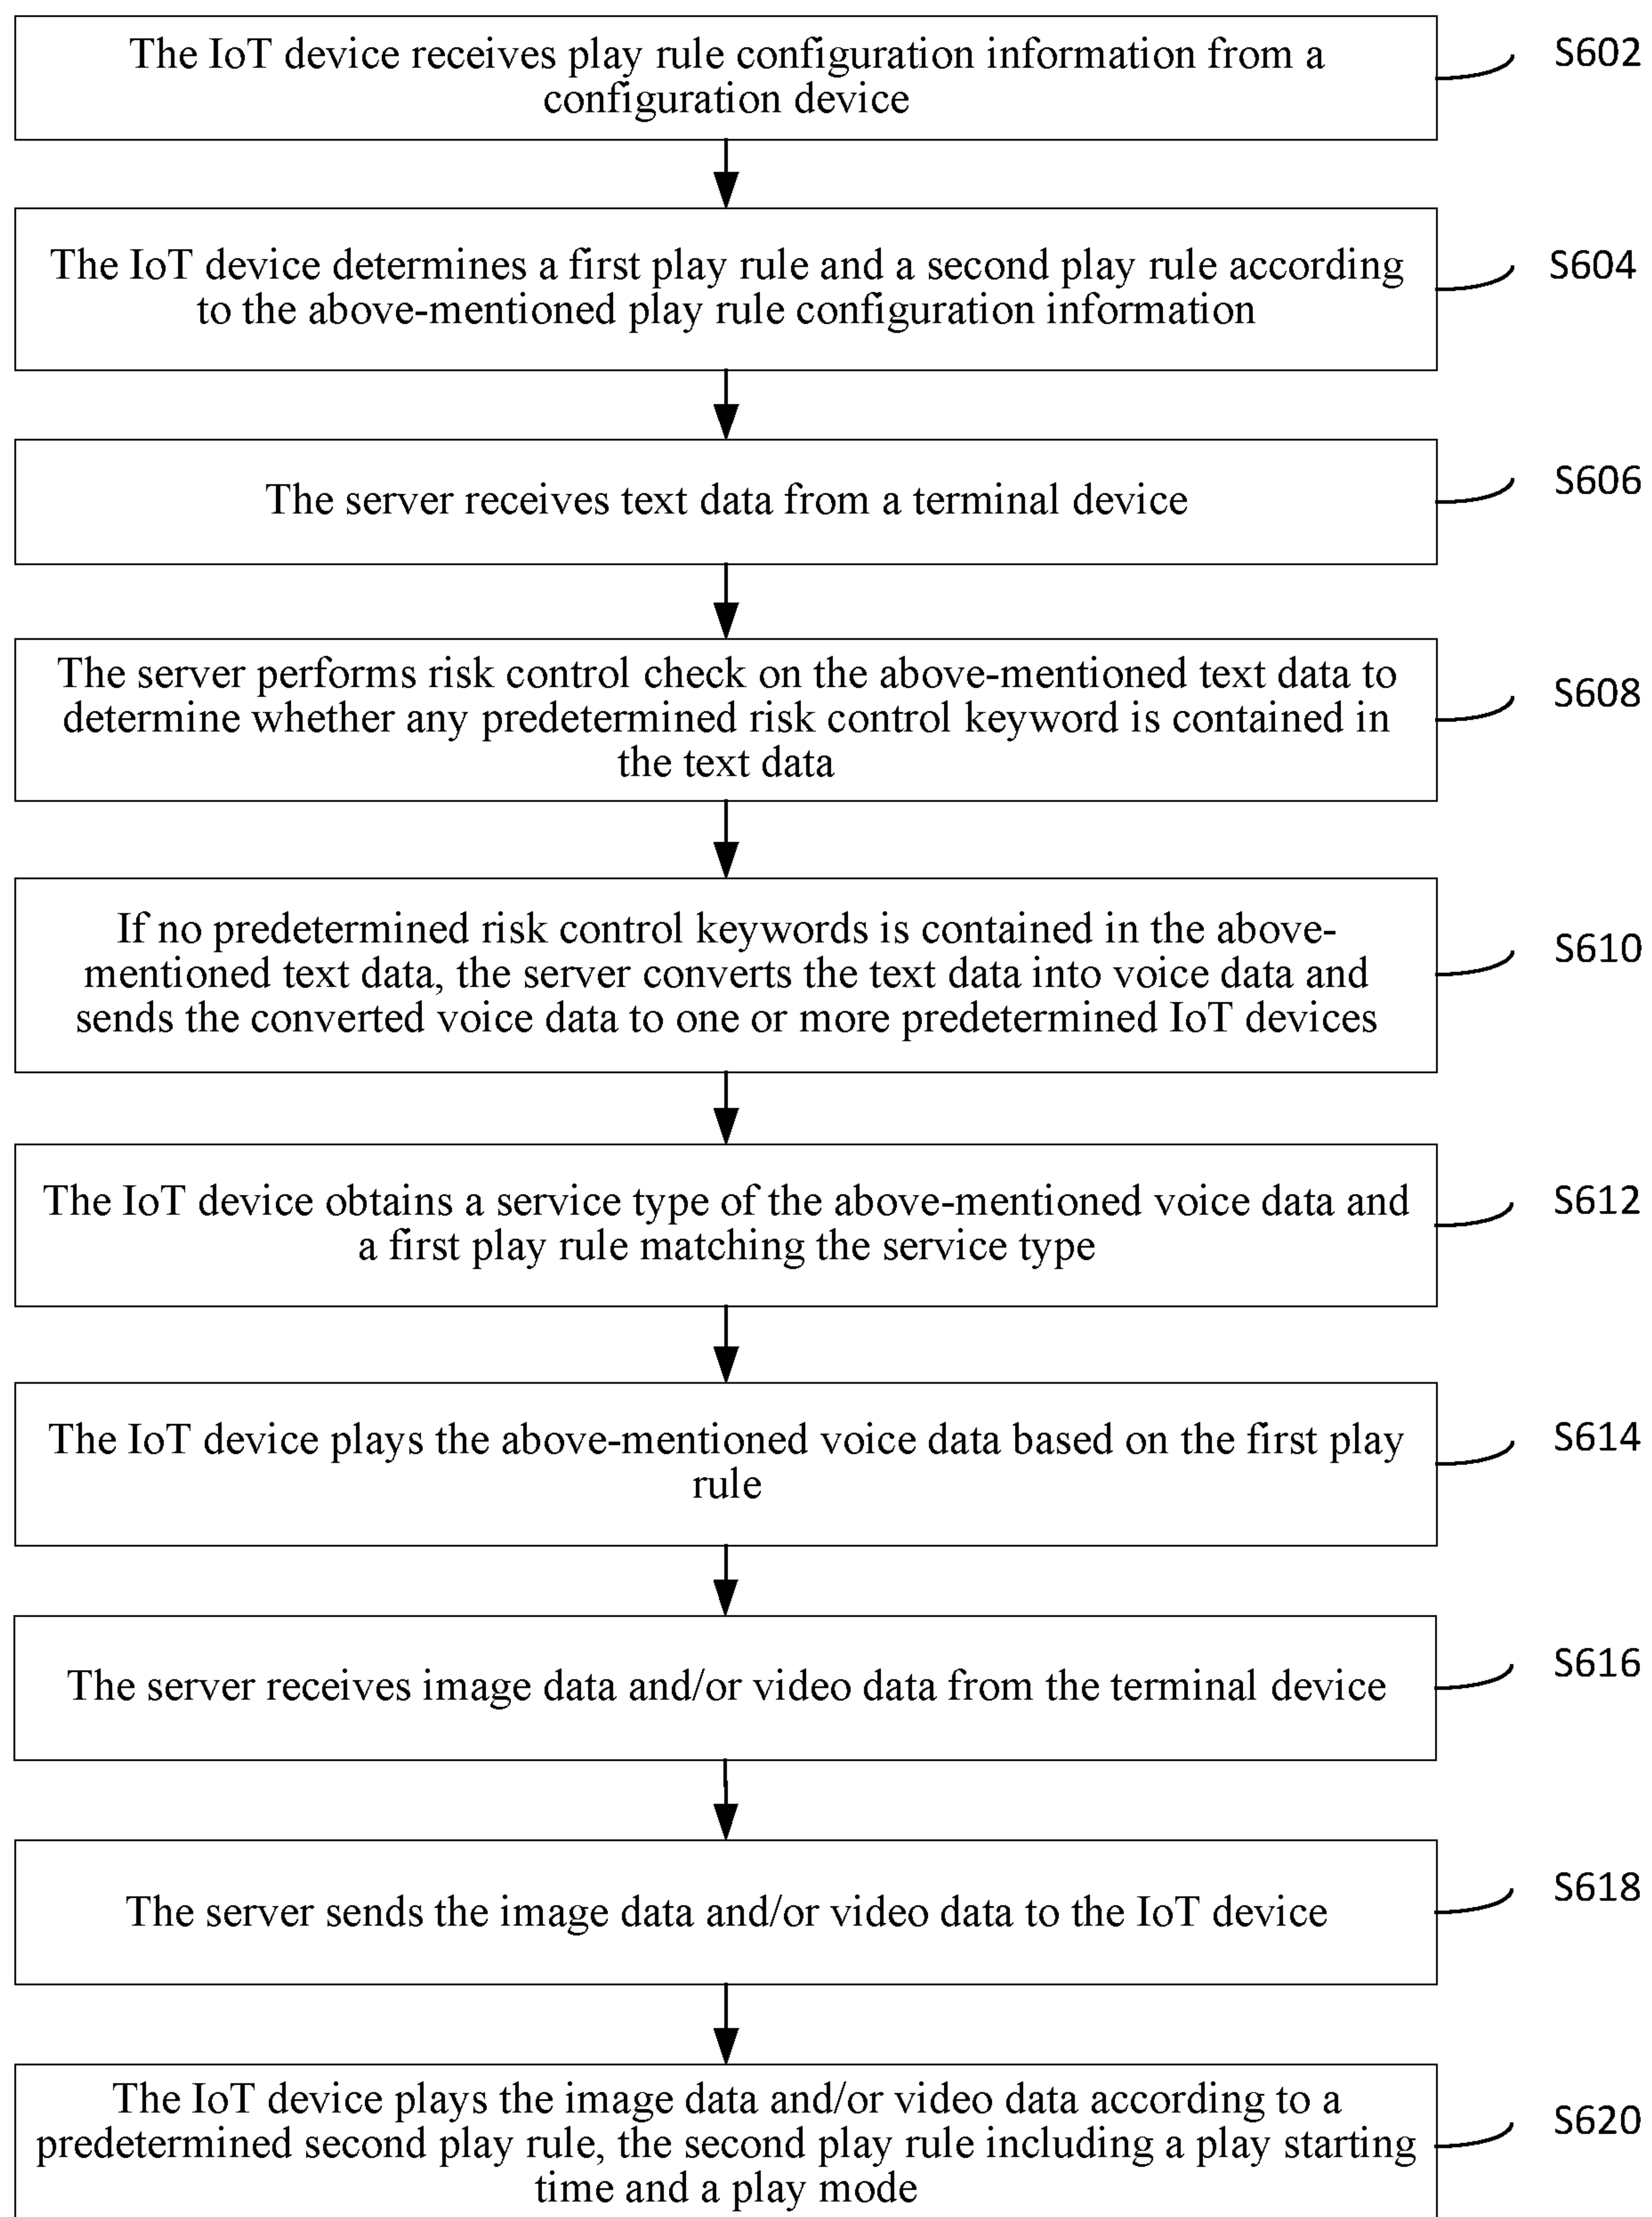 The IoT device receives play rule configuration information from a
configuration device
S602
The IoT device determines a first play rule and a second play rule according
to the above-mentioned play rule configuration information
S604
The server receives text data from a terminal device
S606
The server performs risk control check on the above-mentioned text data to
determine whether any predetermined risk control keyword is contained in
the text data
S608
If no predetermined risk control keywords is contained in the above-
mentioned text data, the server converts the text data into voice data and
sends the converted voice data to one or more predetermined IoT devices
S610
The IoT device obtains a service type of the above-mentioned voice data and
a first play rule matching the service type
S612
The IoT device plays the above-mentioned voice data based on the first play
rule
S614
The server receives image data and/or video data from the terminal device
S616
The server sends the image data and/or video data to the IoT device
S618
The IoT device plays the image data and/or video data according to a
predetermined second play rule, the second play rule including a play starting
time and a play mode
S620